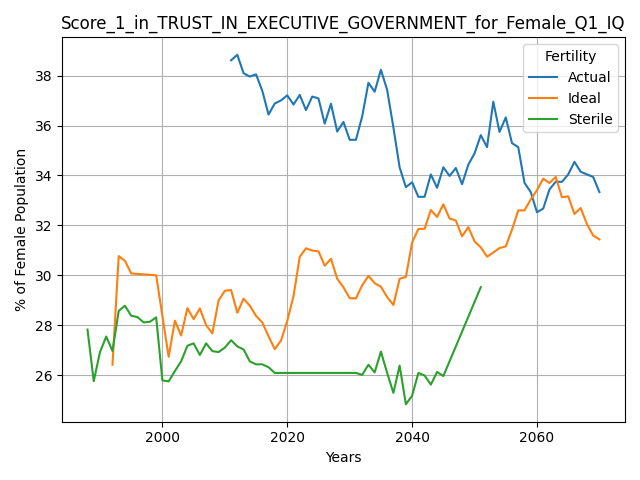 Score_1_in_TRUST_IN_EXECUTIVE_GOVERNMENT_for_Female_Q1_IQ
Fertility
Actual
Ideal
Sterile
% of Female Population
38
36
34
32
30
28
26
2000
2020
2040
2060
Years